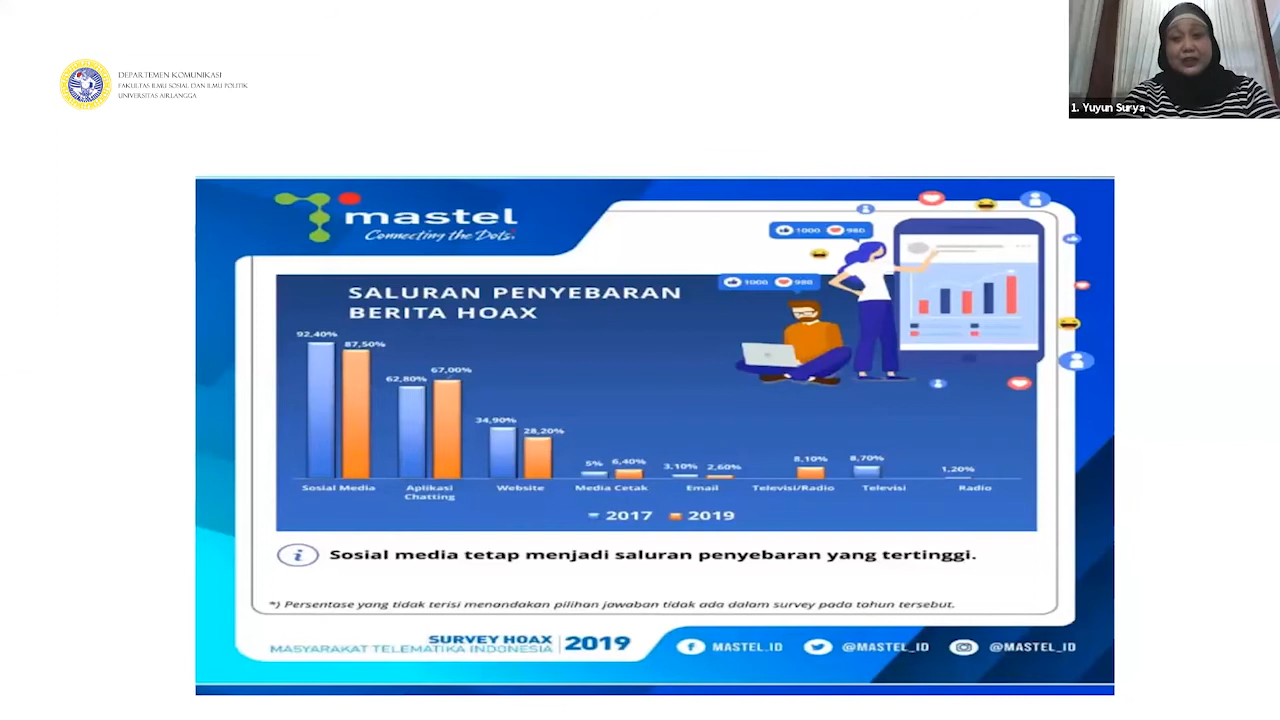 DEPARTEMEN KOMUNIKASI
FAKULTAS ILMU SOSIAL DAN ILMU POLITIK
UNIVERSITAS AIRLANGGA
1. Yuyun Surya
mastel
Connecting the Dots.
1000 980
1000 980
SALURAN PENYEBARAN
BERITA HOAX
92,40%
87,50%
62,80%
67,00%
34,90%
28,20%
5%
6,40%
3,10%
2,60%
8,10%
8,70%
1,20%
Sosial Media
Aplikasi
Chatting
Website
Media Cetak
Email
Televisi/Radio
Televisi
Radio
2017 2019
i
Sosial media tetap menjadi saluran penyebaran yang tertinggi.
*) Persentase yang tidak terisi menandakan pilihan jawaban tidak ada dalam survey pada tahun tersebut.
SURVEY HOAX
MASYARAKAT TELEMATIKA INDONESIA
2019
MASTEL.ID
@MASTEL_ID
@MASTEL_ID